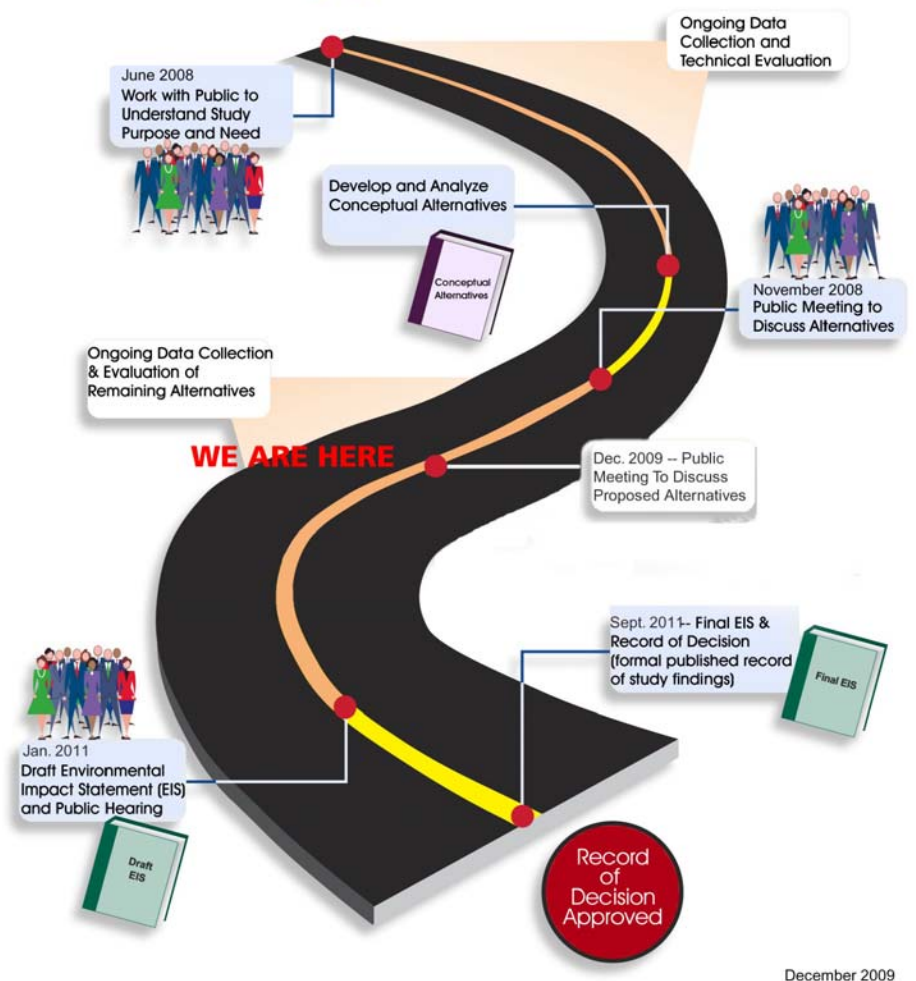 Ongoing Data
Collection and
Technical Evaluation
June 2008
Work with Public to
Understand Study
Purpose and Need
Develop and Analyze
Conceptual Alternatives
Conceptual
Alternatives
November 2008
Public Meeting to
Discuss Alternatives
Ongoing Data Collection
& Evaluation of
Remaining Alternatives
WE ARE HERE
Dec. 2009 -- Public
Meeting To Discuss
Proposed Alternatives
Sept. 2011-- Final EIS &
Record of Decision
(formal published record
of study findings)
Final EIS
Jan. 2011
Draft Environmental
Impact Statement (EIS)
and Public Hearing
Draft
EIS
Record
of
Decision
Approved
December 2009